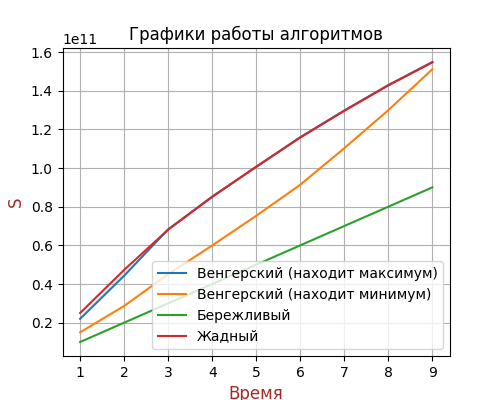 Графики работы алгоритмов
1e11
1.6
1.4
1.2
1.0
0.8
0.6
0.4
0.2
S
Венгерский (находит максимум)
Венгерский (находит минимум)
Бережливый
Жадный
1 2 3 4 5 6 7 8 9
Время